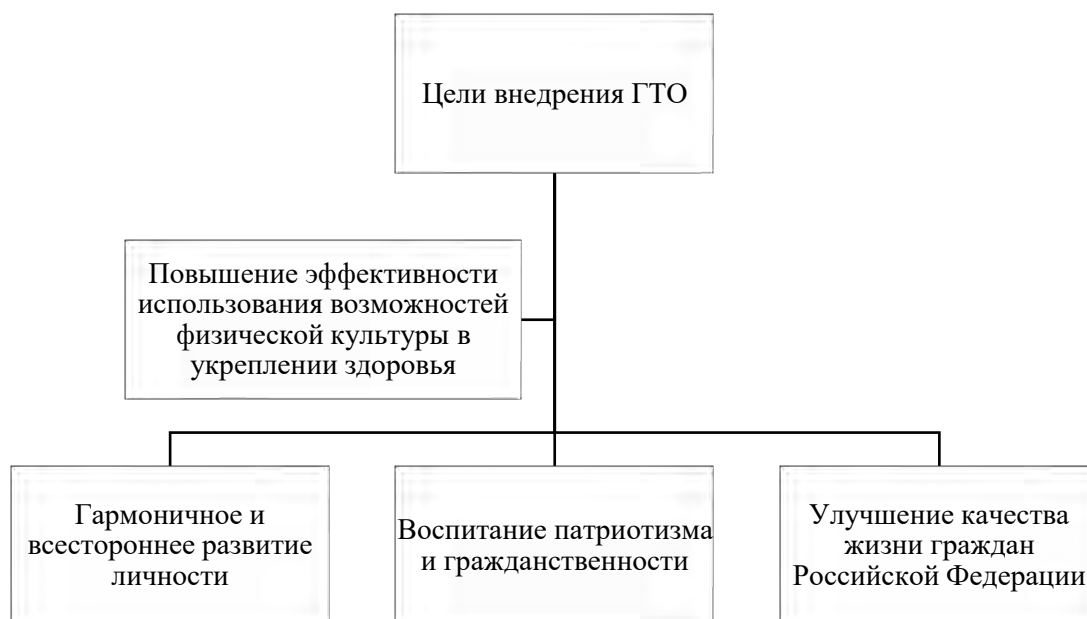 Цели внедрения ГТО
Повышение эффективности
использования возможностей
физической культуры в
укреплении здоровья
Гармоничное и
всестороннее развитие
личности
Воспитание патриотизма
и гражданственности
Улучшение качества
жизни граждан
Российской Федерации